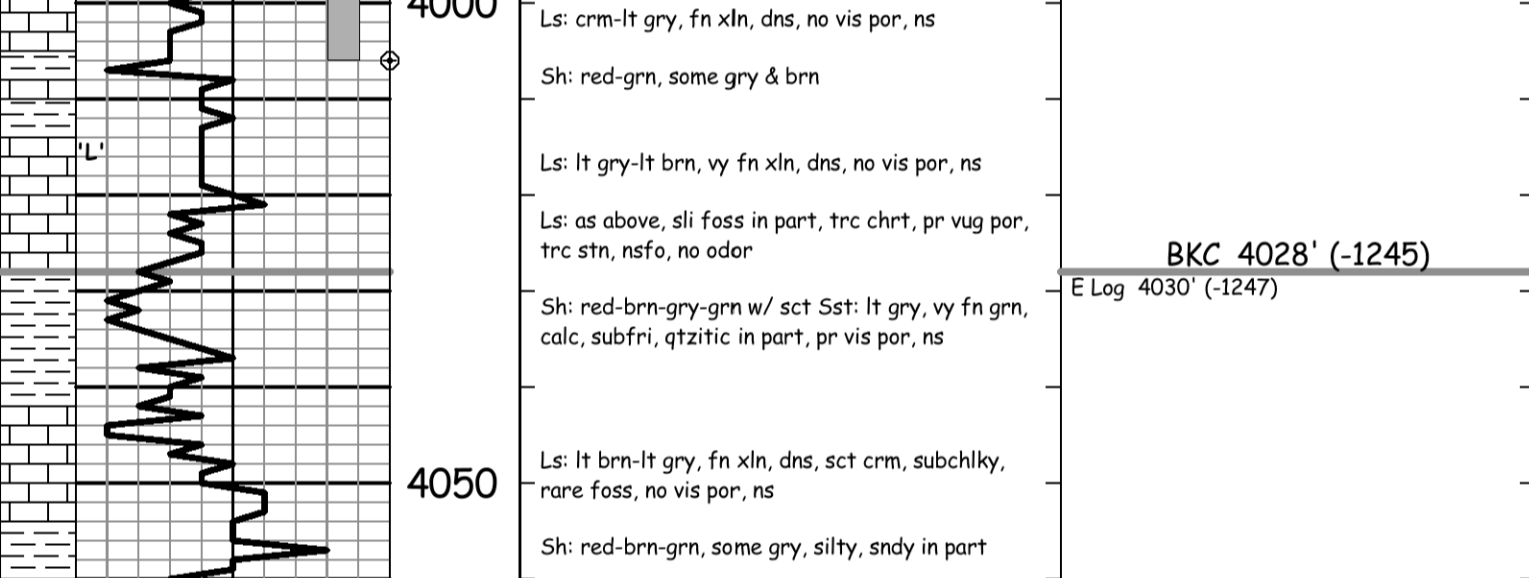 4000
Ls: crm-lt gry, fn xln, dns, no vis por, ns
Sh: red-grn, some gry & brn
'L'
Ls: lt gry-lt brn, vy fn xln, dns, no vis por, ns
Ls: as above, sli foss in part, trc chrt, pr vug por,
trc stn, nsfo, no odor
BKC 4028' (-1245)
E Log 4030' (-1247)
Sh: red-brn-gry-grn w/ sct Sst: lt gry, vy fn grn,
calc, subfri, qtzitic in part, pr vis por, ns
Ls: lt brn-lt gry, fn xln, dns, sct crm, subchlky,
rare foss, no vis por, ns
4050
Sh: red-brn-grn, some gry, silty, sndy in part